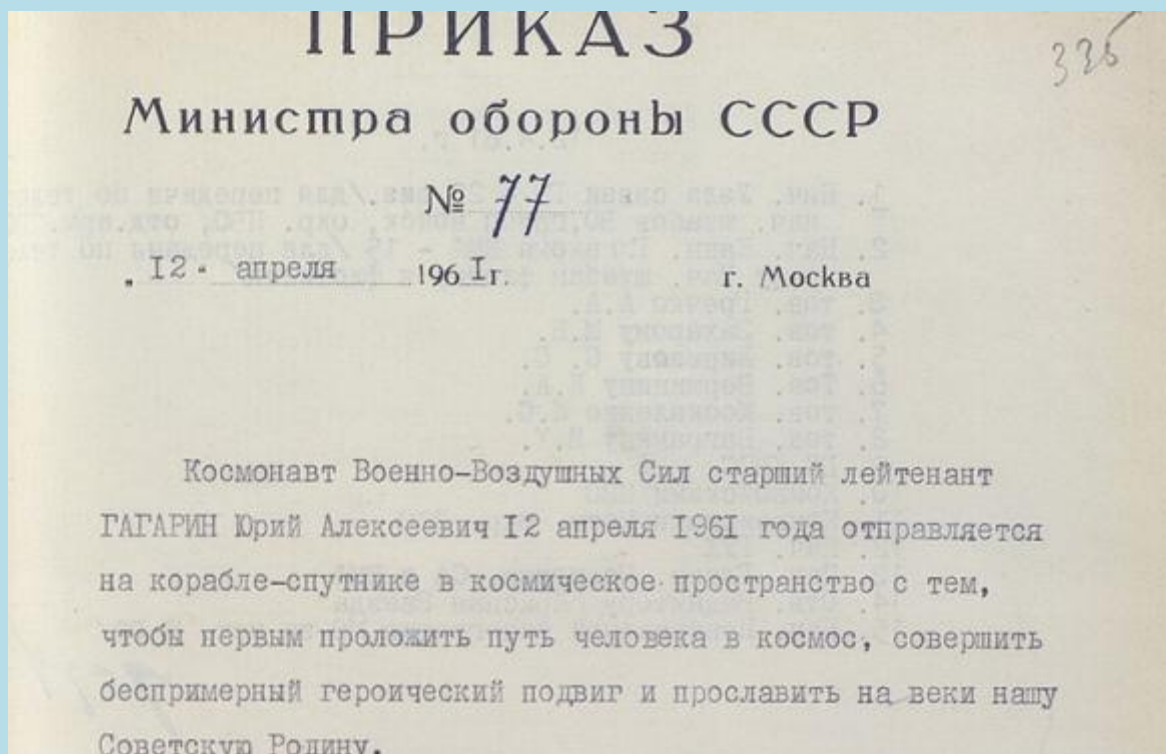 ПРИКАЗ
326
Министра обороны СССР
№ 77
„ 12 " апреля 1961г. г. Москва
Космонавт Военно-Воздушных Сил старший лейтенант
ГАГАРИН Юрий Алексеевич 12 апреля 1961 года отправляется
на корабле-спутнике в космическое пространство с тем,
чтобы первым проложить путь человека в космос, совершить
беспримерный героический подвиг и прославить на веки нашу
Советскую Родину.